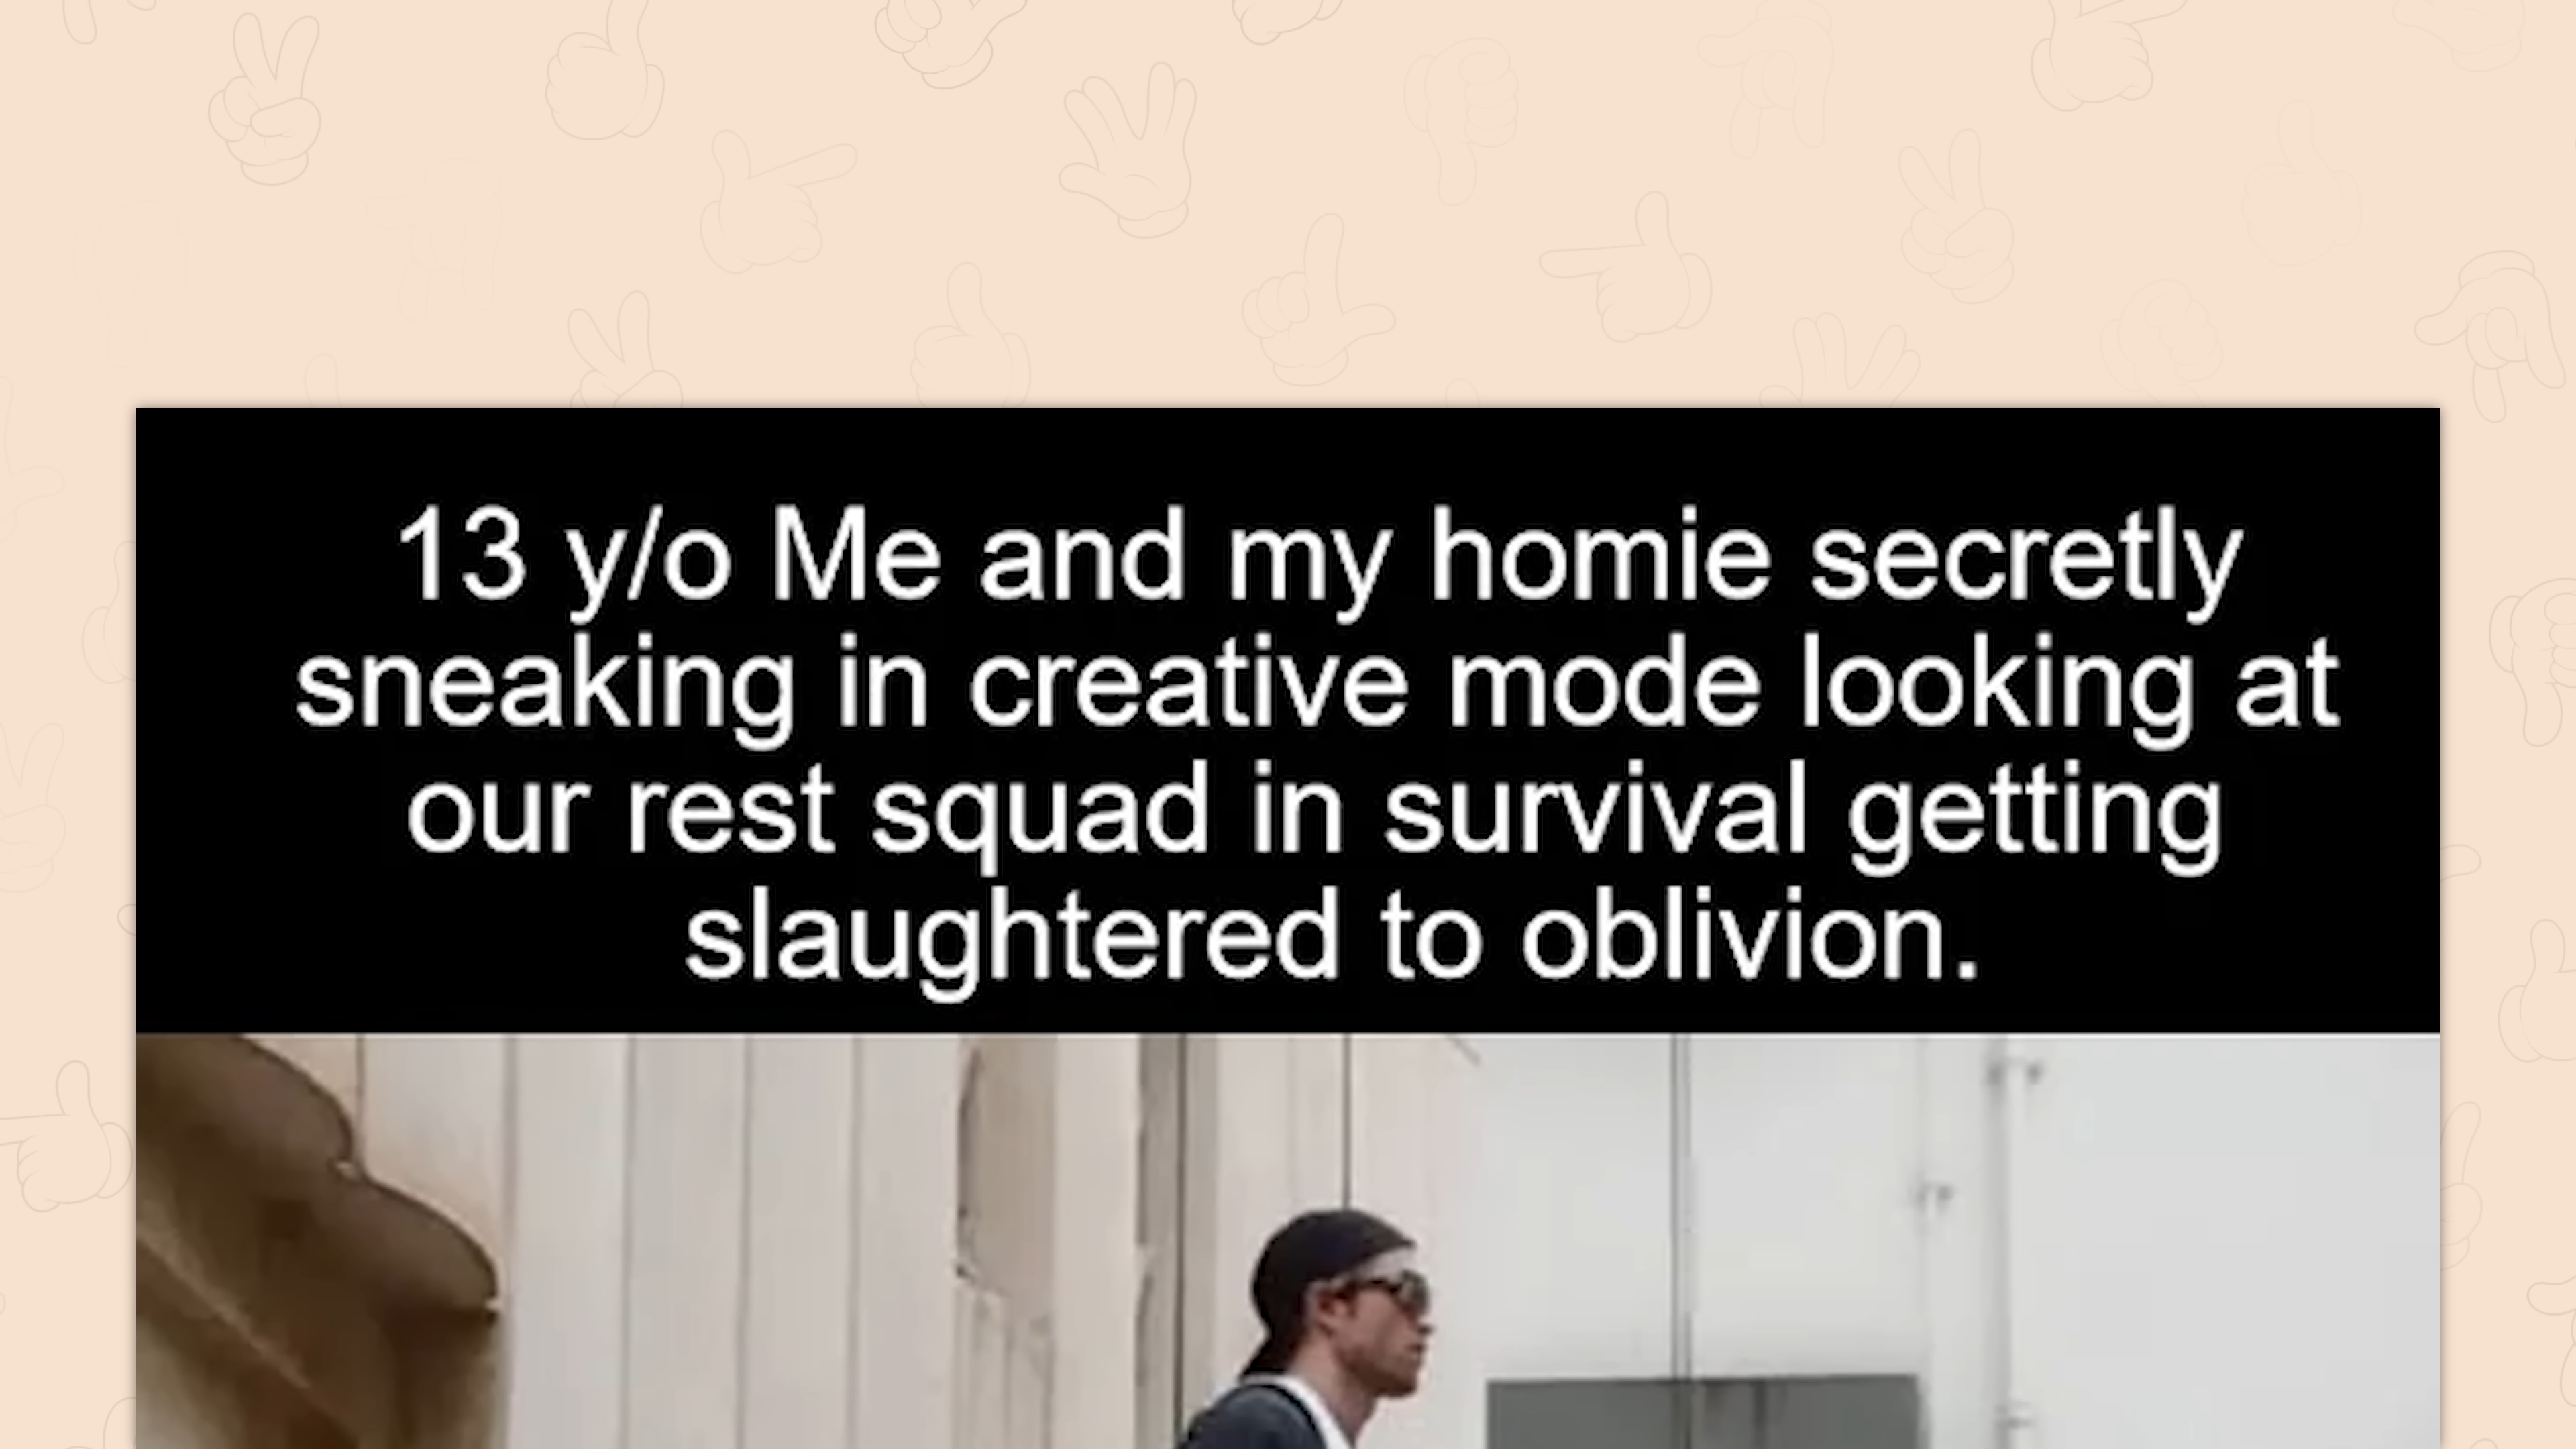 13 y/o Me and my homie secretly
sneaking in creative mode looking at
our rest squad in survival getting
slaughtered to oblivion.